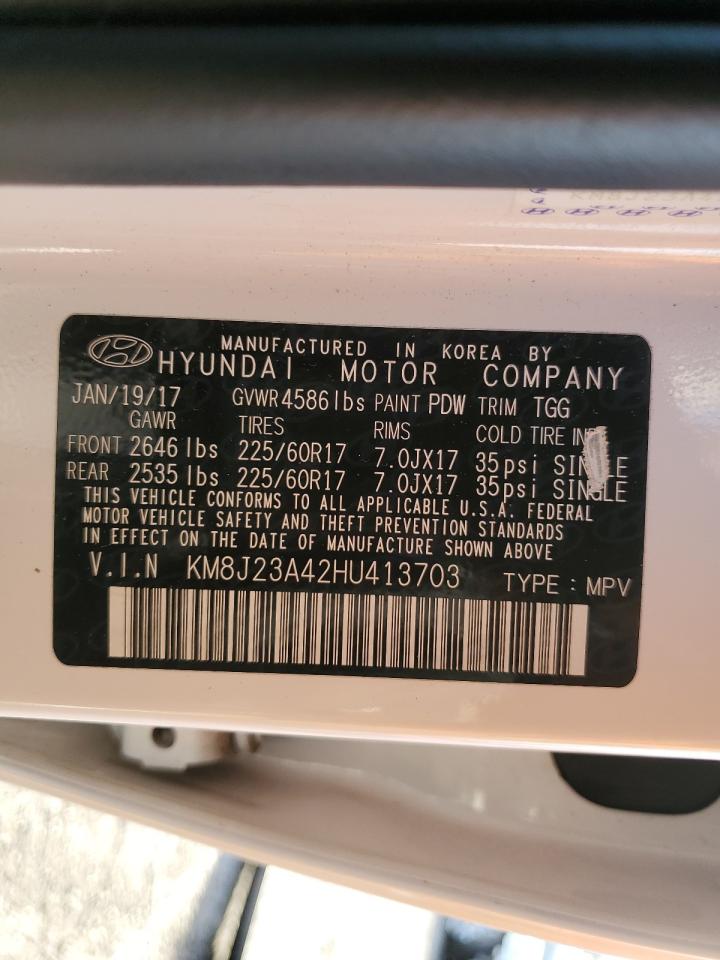 MANUFACTURED IN KOREA BY
HYUNDAI MOTOR COMPANY
JAN/19/17 GVWR 4586 lbs PAINT PDW TRIM TGG
GAWR TIRES RIMS COLD TIRE
FRONT 2646 lbs 225/60R17 7.0JX17 35psi SINGLE
REAR 2535 lbs 225/60R17 7.0JX17 35psi SINGLE
THIS VEHICLE CONFORMS TO ALL APPLICABLE U.S.A. FEDERAL
MOTOR VEHICLE SAFETY AND THEFT PREVENTION STANDARDS
IN EFFECT ON THE DATE OF MANUFACTURE SHOWN ABOVE
V.I.N KM8J23A42HU413703 TYPE : MPV